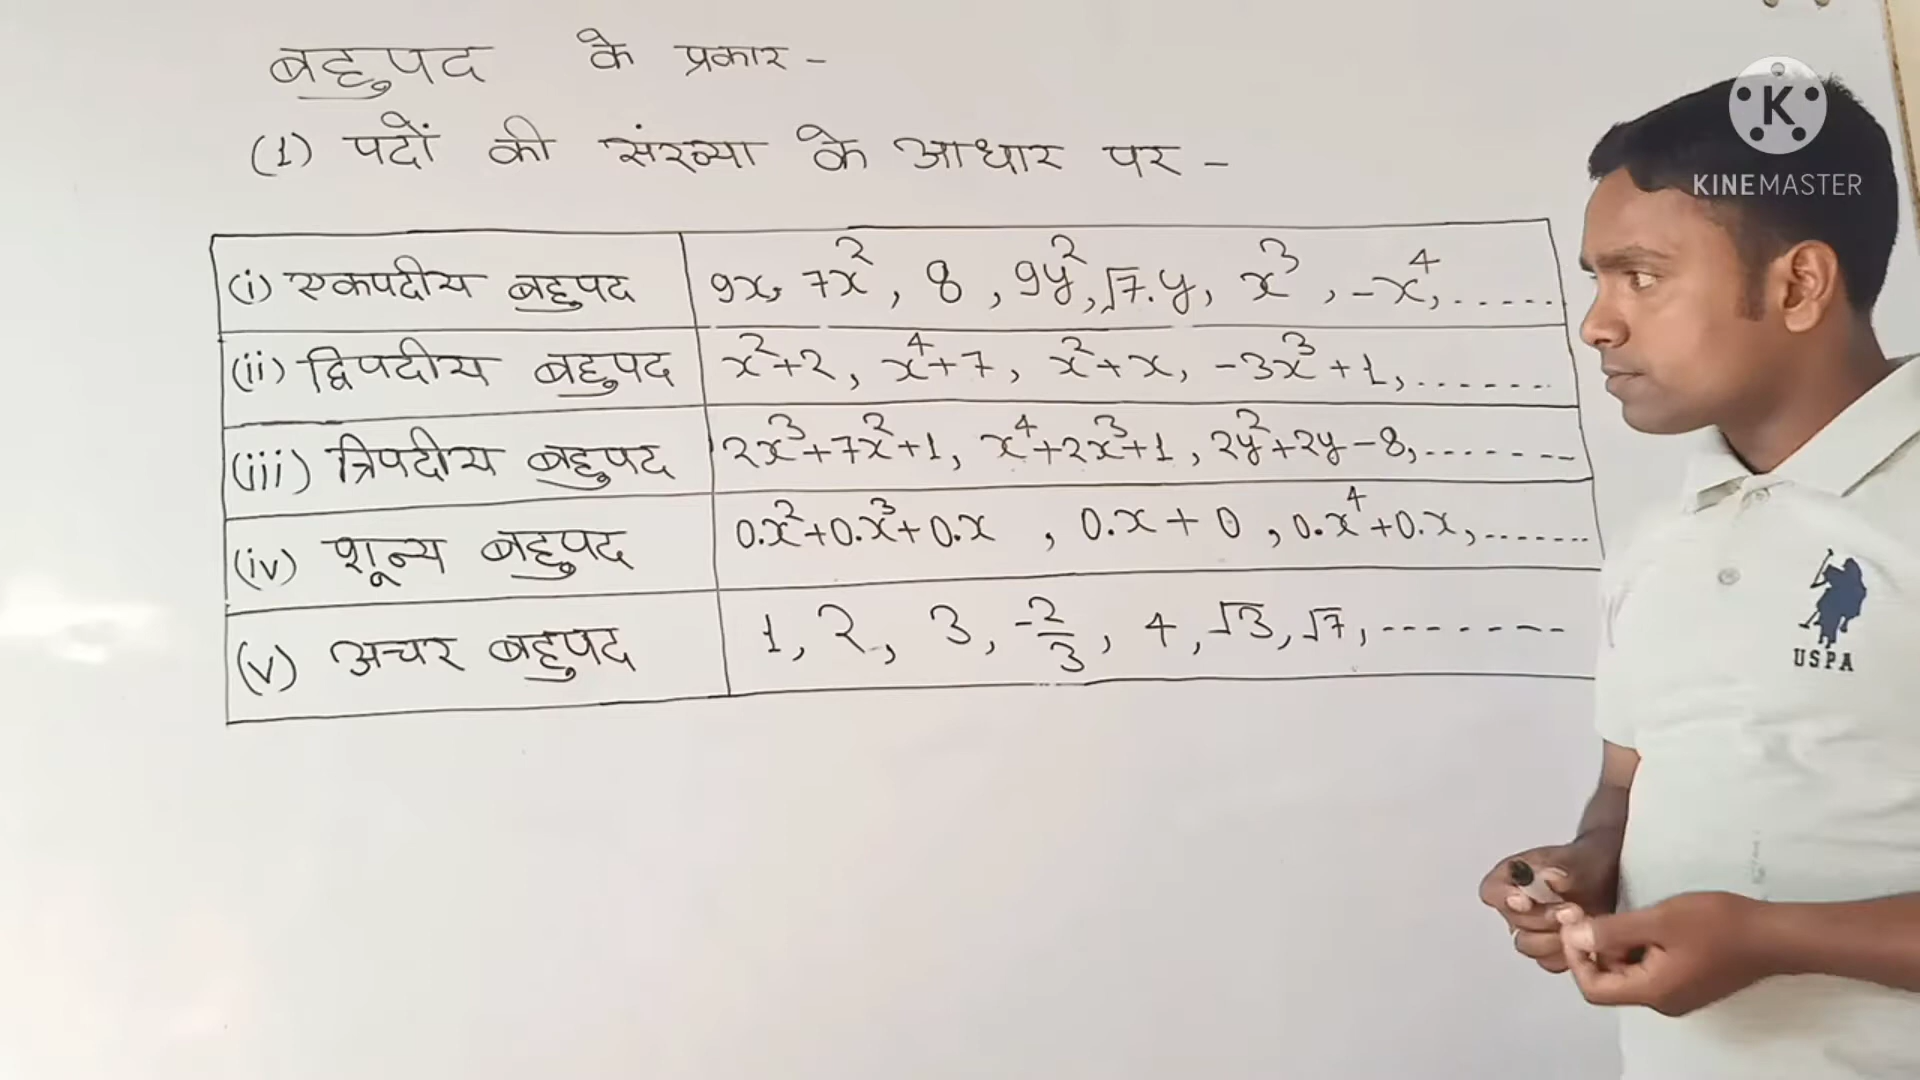 बहुपद के प्रकार -
(1) पदों की संख्या के आधार पर -
(i) एकपदीय बहुपद 9x, 7x², 8, 9y², √7.y, x³, -x⁴, ......
(ii) द्विपदीय बहुपद x²+2, x⁴+7, x²+x, -3x³+1, .......
(iii) त्रिपदीय बहुपद 2x³+7x²+1, x⁴+2x³+1, 2y²+2y-8, .......
(iv) शून्य बहुपद 0.x²+0.x³+0.x, 0.x+0, 0.x⁴+0.x, .......
(v) अचर बहुपद 1, 2, 3, -2/3, 4, √3, √7, --------
K
KINEMASTER
USPA